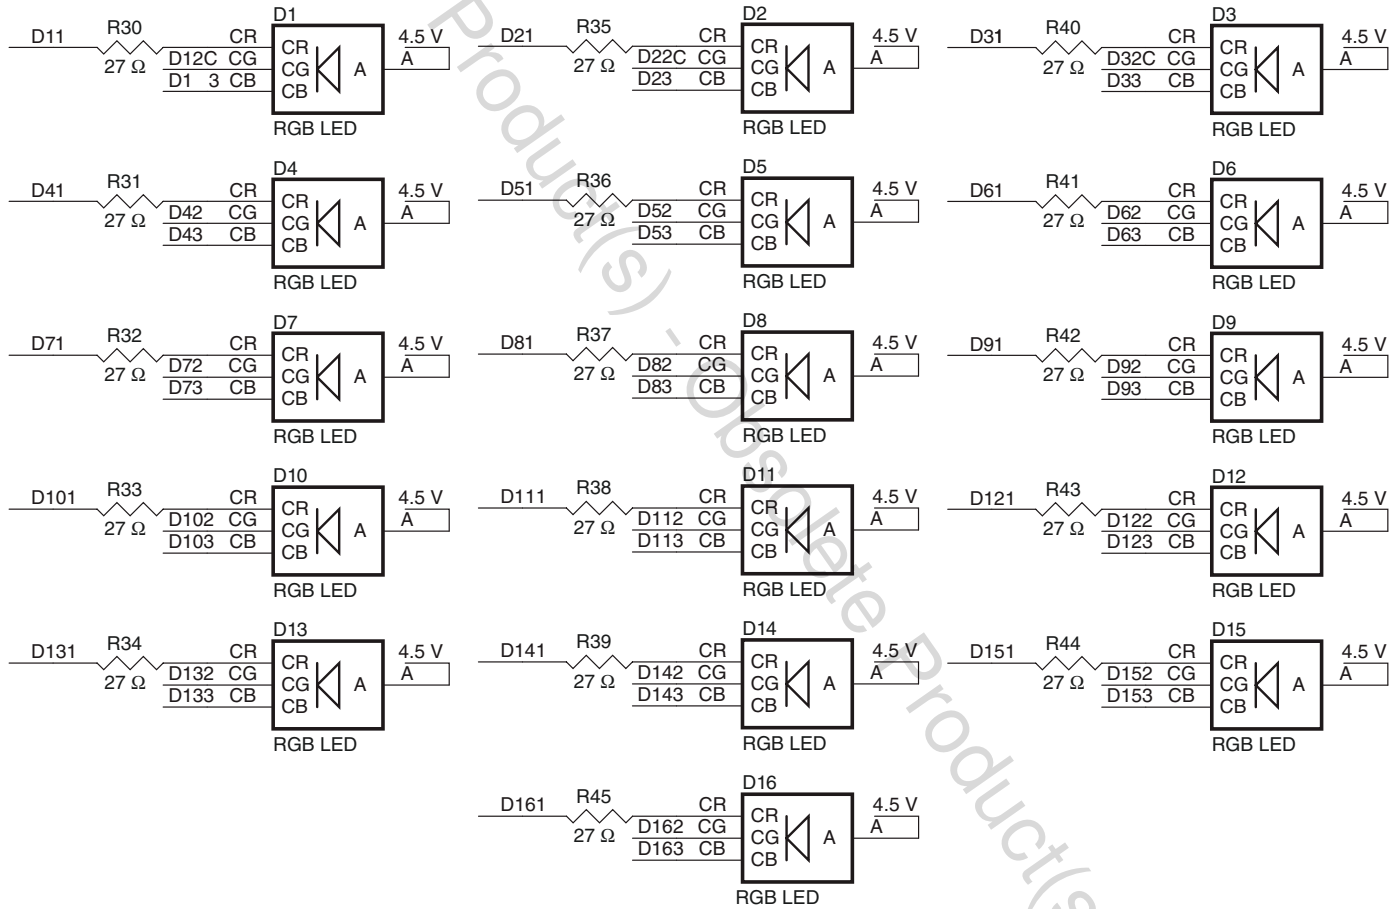 D1 D2 D3
D11 R30 CR CR 4.5 V D21 R35 CR CR 4.5 V D31 R40 CR CR 4.5 V
27 Ω D12C CG CG A A 27 Ω D22C CG CG A A 27 Ω D32C CG CG A A
D1 3 CB CB D23 CB CB D33 CB CB
RGB LED RGB LED RGB LED
D4 D5 D6
D41 R31 CR CR 4.5 V D51 R36 CR CR 4.5 V D61 R41 CR CR 4.5 V
27 Ω D42 CG CG A A 27 Ω D52 CG CG A A 27 Ω D62 CG CG A A
D43 CB CB D53 CB CB D63 CB CB
RGB LED RGB LED RGB LED
D7 D8 D9
D71 R32 CR CR 4.5 V D81 R37 CR CR 4.5 V D91 R42 CR CR 4.5 V
27 Ω D72 CG CG A A 27 Ω D82 CG CG A A 27 Ω D92 CG CG A A
D73 CB CB D83 CB CB D93 CB CB
RGB LED RGB LED RGB LED
D10 D11 D12
D101 R33 CR CR 4.5 V D111 R38 CR CR 4.5 V D121 R43 CR CR 4.5 V
27 Ω D102 CG CG A A 27 Ω D112 CG CG A A 27 Ω D122 CG CG A A
D103 CB CB D113 CB CB D123 CB CB
RGB LED RGB LED RGB LED
D13 D14 D15
D131 R34 CR CR 4.5 V D141 R39 CR CR 4.5 V D151 R44 CR CR 4.5 V
27 Ω D132 CG CG A A 27 Ω D142 CG CG A A 27 Ω D152 CG CG A A
D133 CB CB D143 CB CB D153 CB CB
RGB LED RGB LED RGB LED
D16
D161 R45 CR CR 4.5 V
27 Ω D162 CG CG A A
D163 CB CB
RGB LED
Product(s) - Obsolete Product(s